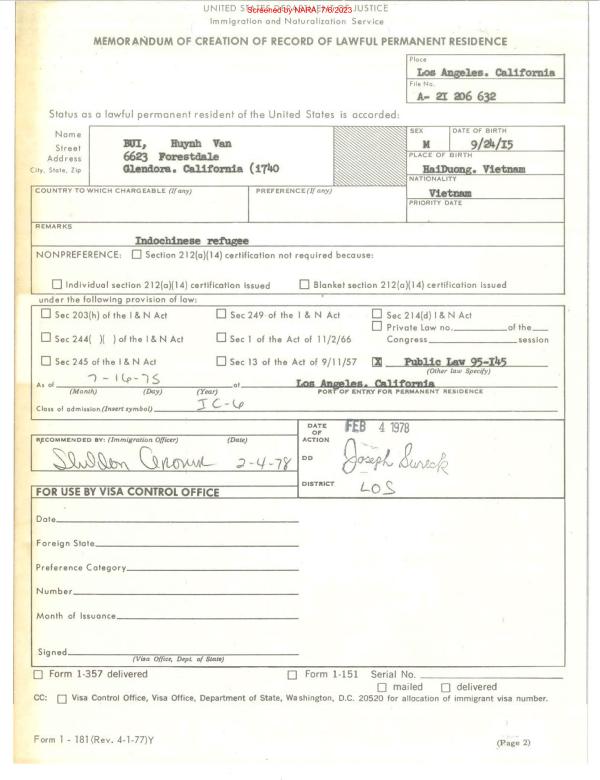 UNITED STATES DEPARTMENT OF JUSTICE
Screened by NARA, 7/6/2023
Immigration and Naturalization Service
MEMORANDUM OF CREATION OF RECORD OF LAWFUL PERMANENT RESIDENCE
Place
Los Angeles. California
File No.
A- 2I 206 632
Status as a lawful permanent resident of the United States is accorded:
Name
Street
Address
City, State, Zip
BUI, Huynh Van
6623 Forestdale
Glendora. California (1740
SEX
M
DATE OF BIRTH
9/24/I5
PLACE OF BIRTH
HaiDuong. Vietnam
NATIONALITY
Vietnam
COUNTRY TO WHICH CHARGEABLE (If any)
PREFERENCE (If any)
PRIORITY DATE
REMARKS
Indochinese refugee
NONPREFERENCE: Section 212(a)(14) certification not required because:
Individual section 212(a)(14) certification issued
Blanket section 212(a)(14) certification issued
under the following provision of law:
Sec 203(h) of the I & N Act
Sec 249 of the I & N Act
Sec 214(d) I & N Act
Private Law no. of the
Sec 244( )( ) of the I & N Act
Sec 1 of the Act of 11/2/66
Congress session
Sec 245 of the I & N Act
Sec 13 of the Act of 9/11/57
X Public Law 95-I45
(Other law Specify)
As of 7-16-75 at Los Angeles. California
(Month) (Day) (Year)
PORT OF ENTRY FOR PERMANENT RESIDENCE
Class of admission (Insert symbol) IC-6
RECOMMENDED BY: (Immigration Officer) (Date)
2-4-78
DATE OF ACTION
FEB 4 1978
DD
Joseph Sureck
DISTRICT
LOS
FOR USE BY VISA CONTROL OFFICE
Date
Foreign State
Preference Category
Number
Month of Issuance
Signed
(Visa Office, Dept. of State)
Form 1-357 delivered
Form 1-151 Serial No.
mailed delivered
CC: Visa Control Office, Visa Office, Department of State, Washington, D.C. 20520 for allocation of immigrant visa number.
Form 1 - 181 (Rev. 4-1-77)Y
(Page 2)